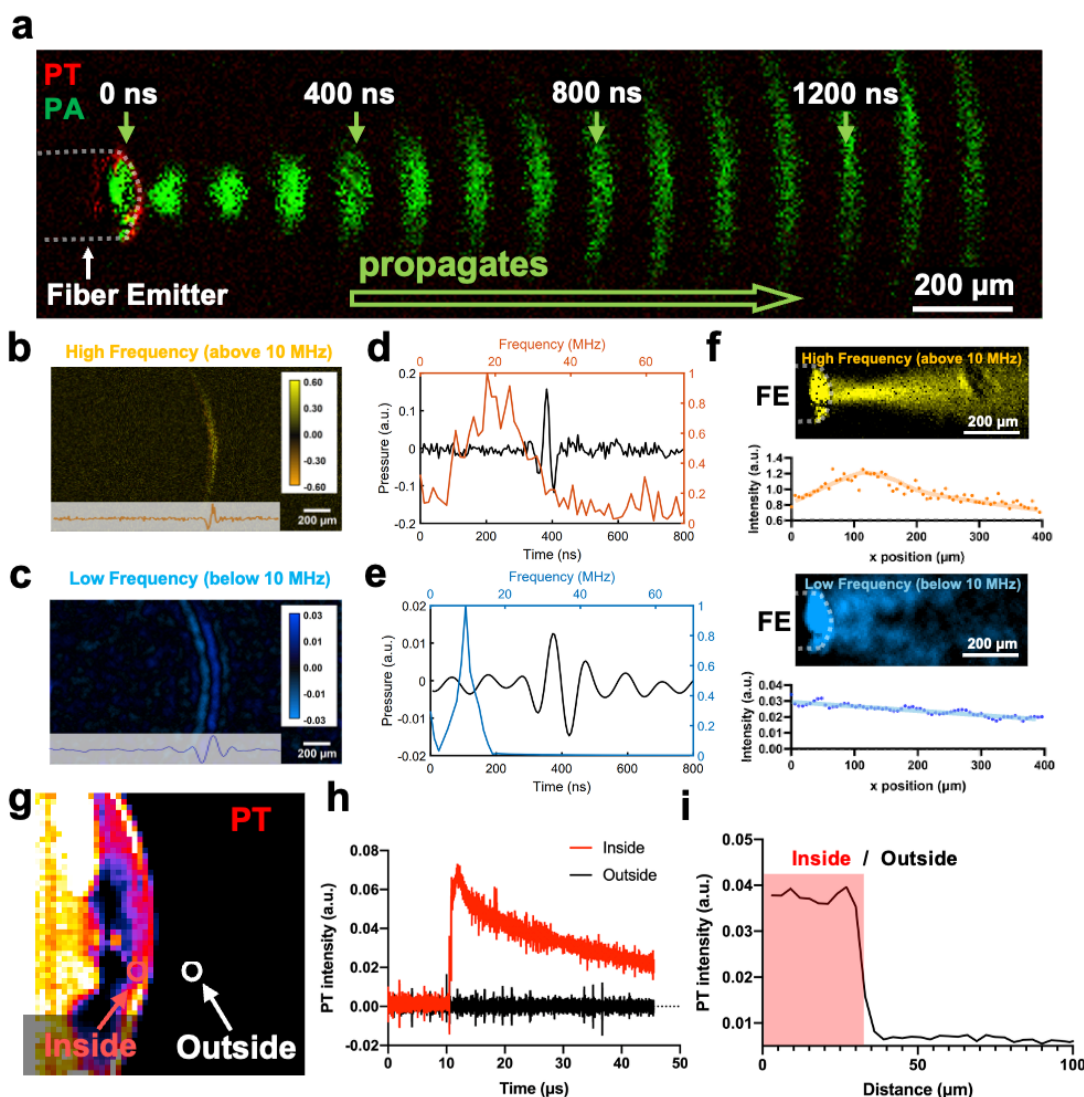 a
PT
PA
0 ns
400 ns
800 ns
1200 ns
propagates
Fiber Emitter
200 µm
b
High Frequency (above 10 MHz)
0.60
0.30
0.00
-0.30
-0.60
200 µm
c
Low Frequency (below 10 MHz)
0.03
0.01
0.00
-0.01
-0.03
200 µm
d
Frequency (MHz)
0 20 40 60
0.2
0.1
0
-0.1
-0.2
Pressure (a.u.)
1
0.8
0.6
0.4
0.2
0
0 200 400 600 800
Time (ns)
e
Frequency (MHz)
0 20 40 60
0.02
0.01
0
-0.01
-0.02
Pressure (a.u.)
1
0.8
0.6
0.4
0.2
0
0 200 400 600 800
Time (ns)
f
High Frequency (above 10 MHz)
FE
200 µm
1.4
1.2
1.0
0.8
0.6
Intensity (a.u.)
0 100 200 300 400
x position (µm)
Low Frequency (below 10 MHz)
FE
200 µm
0.04
0.03
0.02
0.01
0.00
Intensity (a.u.)
0 100 200 300 400
x position (µm)
g
PT
Inside
Outside
h
Inside
Outside
0.08
0.06
0.04
0.02
0.00
-0.02
PT intensity (a.u.)
0 10 20 30 40 50
Time (µs)
i
Inside / Outside
0.05
0.04
0.03
0.02
0.01
PT intensity (a.u.)
0 50 100
Distance (µm)